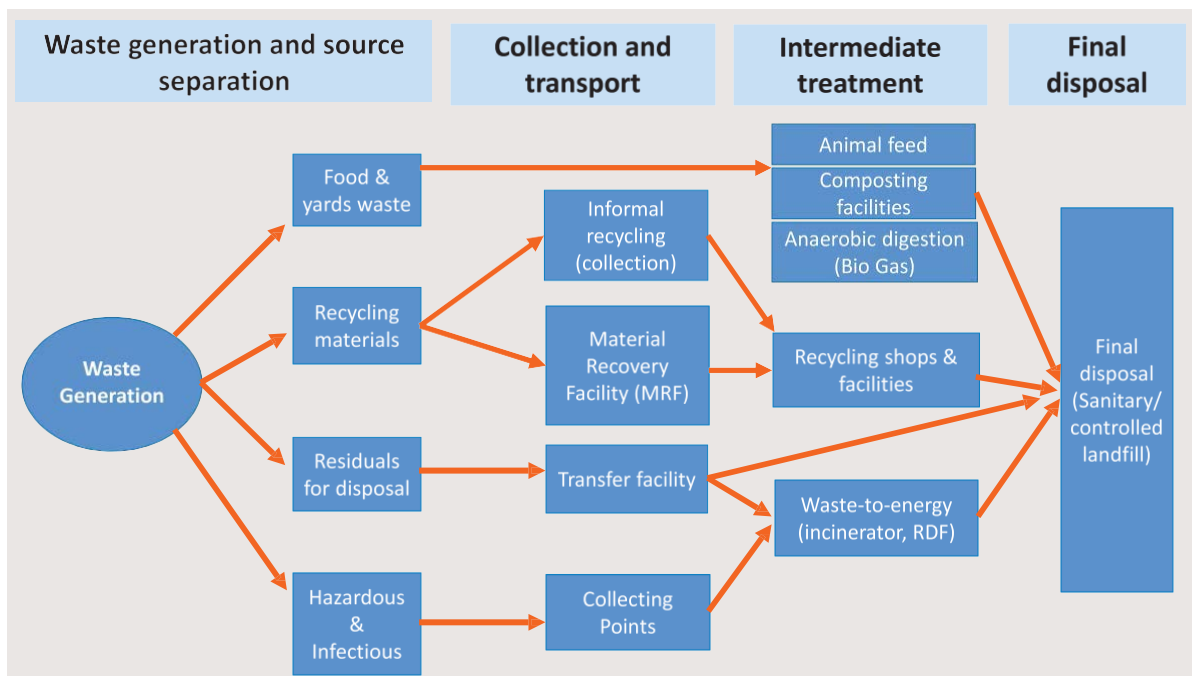 Waste generation and source
separation
Collection and
transport
Intermediate
treatment
Final
disposal
Waste
Generation
Food &
yards waste
Recycling
materials
Residuals
for disposal
Hazardous
&
Infectious
Informal
recycling
(collection)
Material
Recovery
Facility (MRF)
Transfer facility
Collecting
Points
Animal feed
Composting
facilities
Anaerobic digestion
(Bio Gas)
Recycling shops &
facilities
Waste-to-energy
(incinerator, RDF)
Final
disposal
(Sanitary/
controlled
landfill)